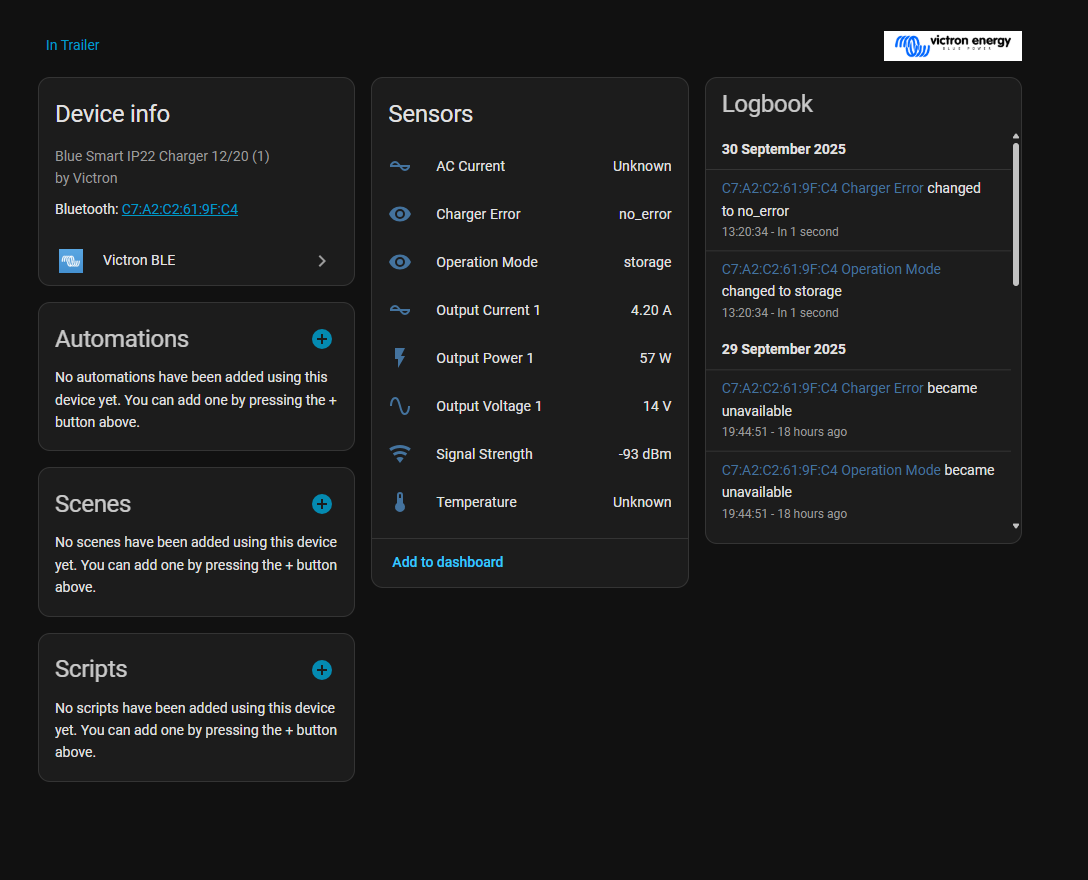 In Trailer
victron energy
BLUE POWER
Device info
Blue Smart IP22 Charger 12/20 (1)
by Victron
Bluetooth: C7:A2:C2:61:9F:C4
Victron BLE
Automations
No automations have been added using this
device yet. You can add one by pressing the +
button above.
Scenes
No scenes have been added using this device
yet. You can add one by pressing the + button
above.
Scripts
No scripts have been added using this device
yet. You can add one by pressing the + button
above.
Sensors
AC Current Unknown
Charger Error no_error
Operation Mode storage
Output Current 1 4.20 A
Output Power 1 57 W
Output Voltage 1 14 V
Signal Strength -93 dBm
Temperature Unknown
Add to dashboard
Logbook
30 September 2025
C7:A2:C2:61:9F:C4 Charger Error changed
to no_error
13:20:34 - In 1 second
C7:A2:C2:61:9F:C4 Operation Mode
changed to storage
13:20:34 - In 1 second
29 September 2025
C7:A2:C2:61:9F:C4 Charger Error became
unavailable
19:44:51 - 18 hours ago
C7:A2:C2:61:9F:C4 Operation Mode became
unavailable
19:44:51 - 18 hours ago